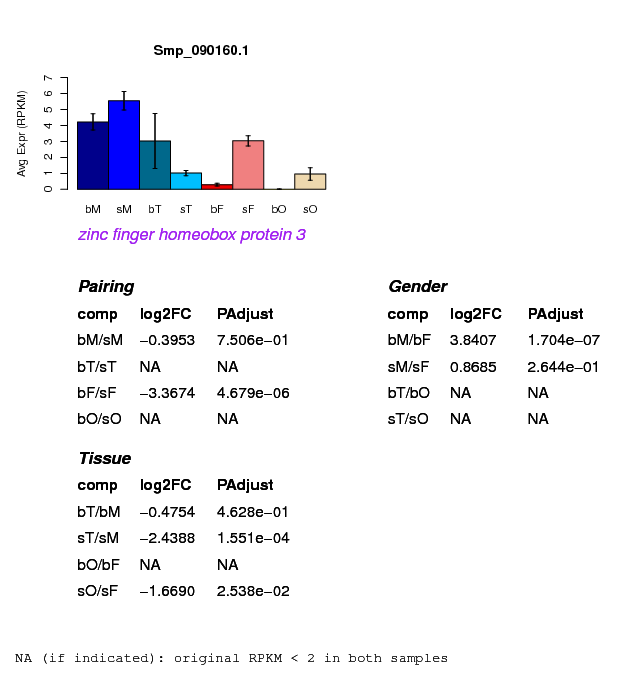 Smp_090160.1
Avg Expr (RPKM)
0 1 2 3 4 5 6 7
bM sM bT sT bF sF bO sO
zinc finger homeobox protein 3
Pairing
comp log2FC PAdjust
bM/sM −0.3953 7.506e−01
bT/sT NA NA
bF/sF −3.3674 4.679e−06
bO/sO NA NA
Gender
comp log2FC PAdjust
bM/bF 3.8407 1.704e−07
sM/sF 0.8685 2.644e−01
bT/bO NA NA
sT/sO NA NA
Tissue
comp log2FC PAdjust
bT/bM −0.4754 4.628e−01
sT/sM −2.4388 1.551e−04
bO/bF NA NA
sO/sF −1.6690 2.538e−02
NA (if indicated): original RPKM < 2 in both samples